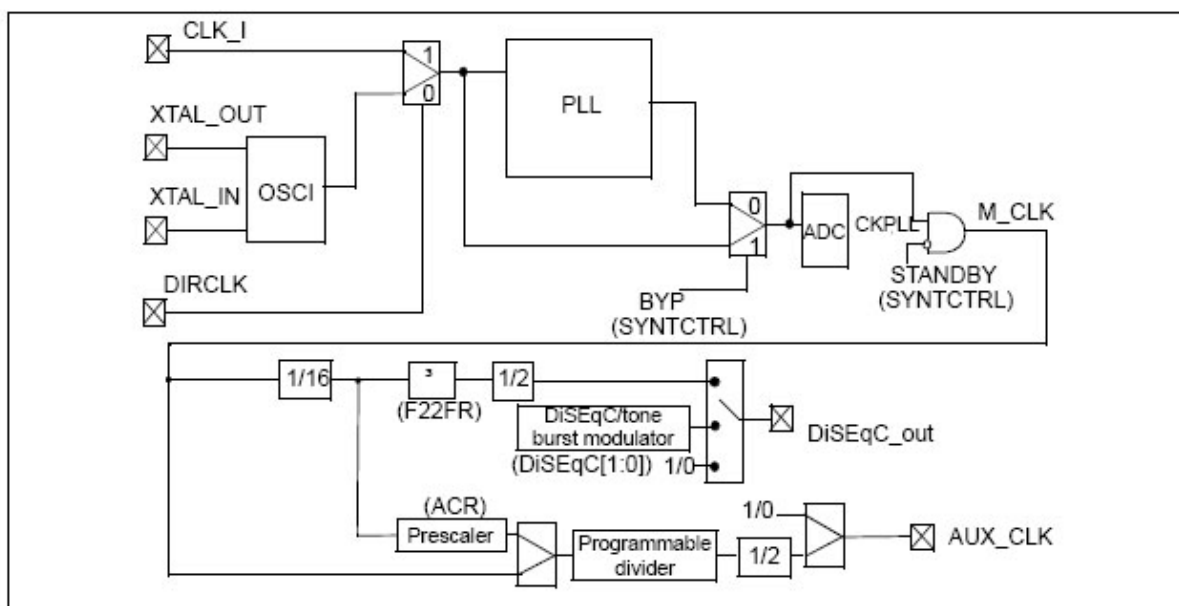 CLK_I
1
0
XTAL_OUT
PLL
XTAL_IN
OSCI
0
1
ADC
CKPLL
M_CLK
DIRCLK
BYP
(SYNTCTRL)
STANDBY
(SYNTCTRL)
1/16
³
1/2
(F22FR)
DiSEqC/tone
burst modulator
DiSEqC_out
(DiSEqC[1:0])
1/0
(ACR)
1/0
Prescaler
Programmable
divider
1/2
AUX_CLK